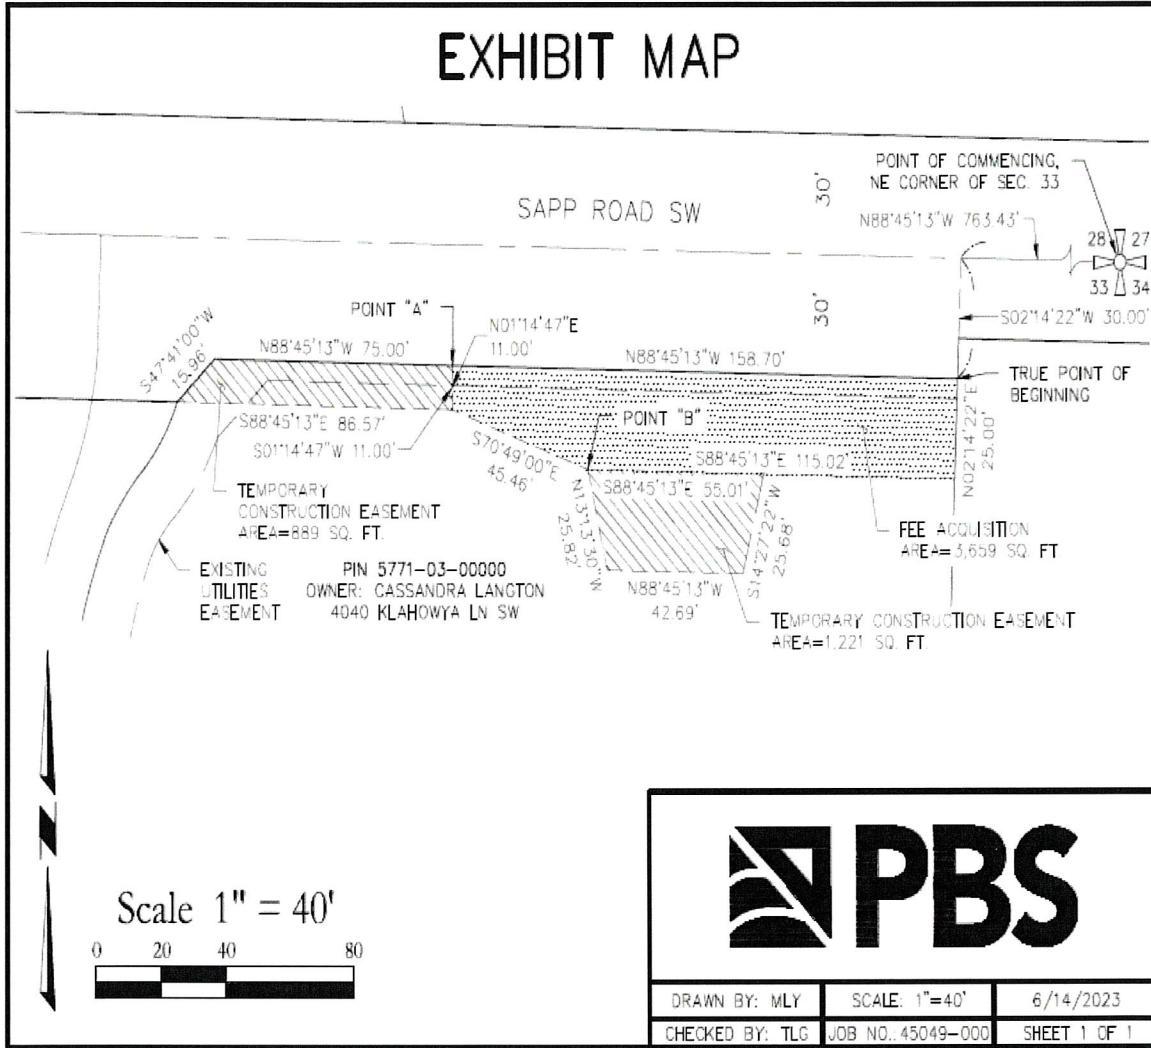 EXHIBIT MAP
POINT OF COMMENCING,
NE CORNER OF SEC. 33
30'
SAPP ROAD SW
N88°45'13"W 763.43'
28 27
33 34
POINT "A"
30'
S02°14'22"W 30.00'
N01°14'47"E
11.00'
S47°41'00"W
15.96'
N88°45'13"W 75.00'
N88°45'13"W 158.70'
TRUE POINT OF
BEGINNING
S88°45'13"E 86.57'
POINT "B"
S01°14'47"W 11.00'
S70°49'00"E
45.46'
S88°45'13"E 115.02'
N02°14'22"E
25.00'
S88°45'13"E 55.01'
TEMPORARY
CONSTRUCTION EASEMENT
AREA=889 SQ. FT.
N13°13'30"W
25.82'
S14°27'22"W
25.68'
FEE ACQUISITION
AREA=3,659 SQ. FT
EXISTING
UTILITIES
EASEMENT
PIN 5771-03-00000
OWNER: CASSANDRA LANGTON
4040 KLAHOWYA LN SW
N88°45'13"W
42.69'
TEMPORARY CONSTRUCTION EASEMENT
AREA=1,221 SQ. FT.
N
Scale 1" = 40'
0 20 40 80
PBS
DRAWN BY: MLY SCALE: 1"=40' 6/14/2023
CHECKED BY: TLG JOB NO.: 45049-000 SHEET 1 OF 1